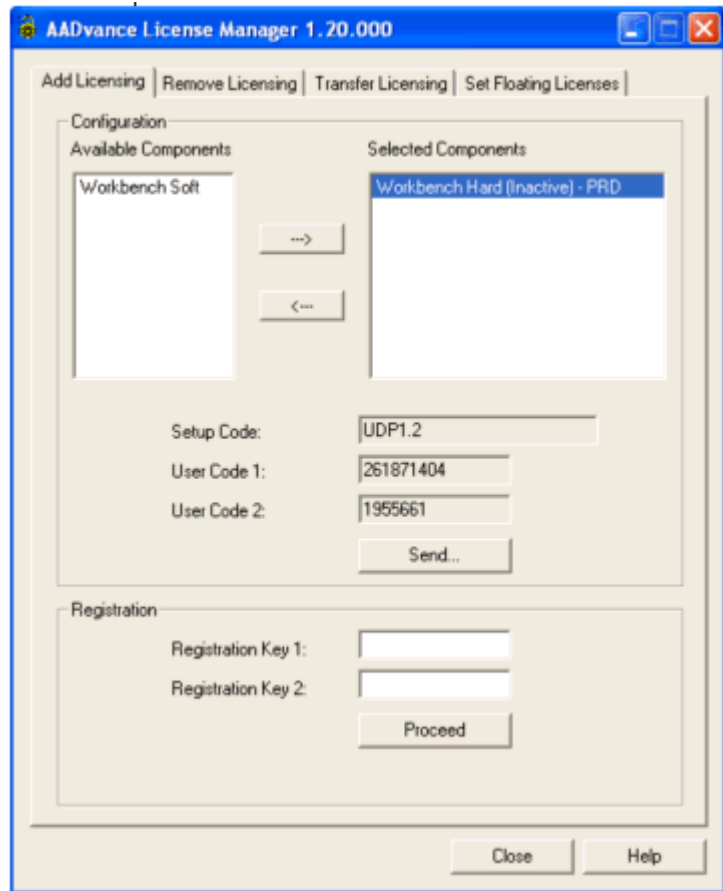 AADvance License Manager 1.20.000
Add Licensing Remove Licensing Transfer Licensing Set Floating Licenses
Configuration
Available Components Selected Components
Workbench Soft Workbench Hard (Inactive) - PRD
--->
<---
Setup Code: UDP1.2
User Code 1: 261871404
User Code 2: 1955661
Send...
Registration
Registration Key 1:
Registration Key 2:
Proceed
Close Help